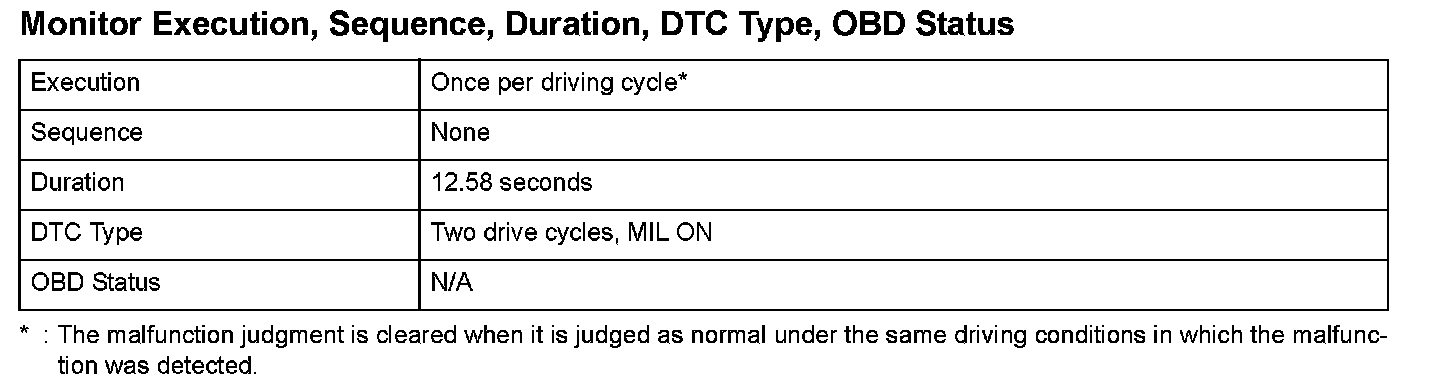 Monitor Execution, Sequence, Duration, DTC Type, OBD Status
Execution Once per driving cycle*
Sequence None
Duration 12.58 seconds
DTC Type Two drive cycles, MIL ON
OBD Status N/A
* : The malfunction judgment is cleared when it is judged as normal under the same driving conditions in which the malfunc-
tion was detected.